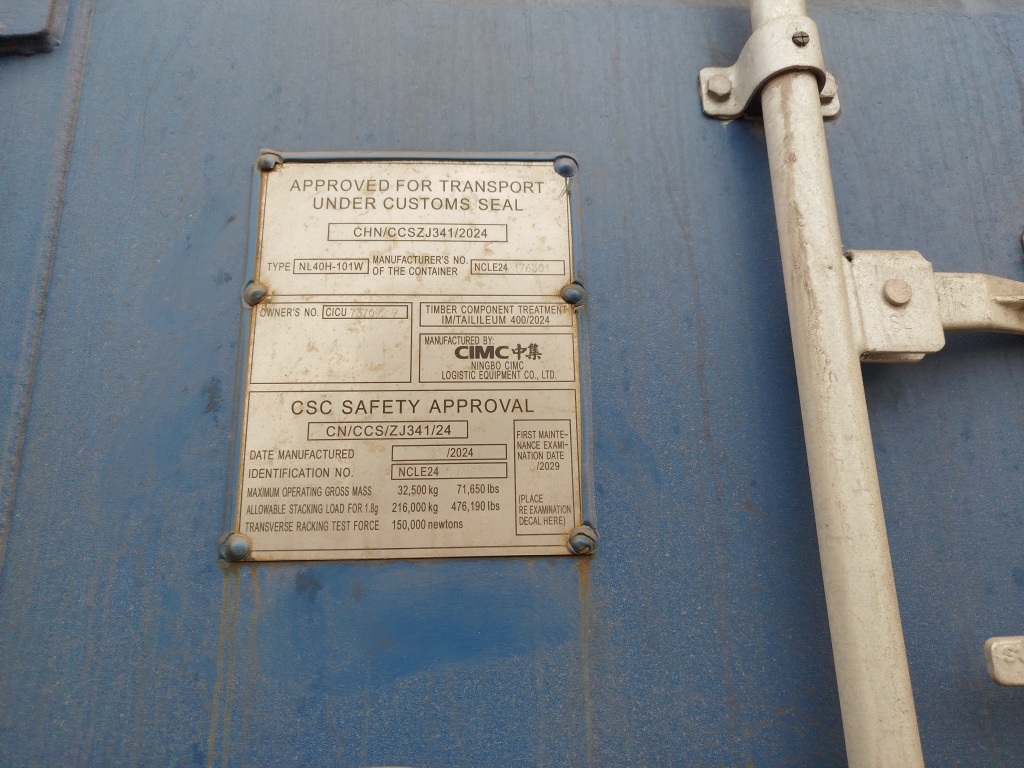 APPROVED FOR TRANSPORT
UNDER CUSTOMS SEAL
CHN/CCSZJ341/2024
TYPE NL40H-101W MANUFACTURER'S NO. OF THE CONTAINER NCLE24
OWNER'S NO. CICU
TIMBER COMPONENT TREATMENT
IM/TAILILEUM 400/2024
MANUFACTURED BY:
CIMC中集
NINGBO CIMC
LOGISTIC EQUIPMENT CO., LTD.
CSC SAFETY APPROVAL
CN/CCS/ZJ341/24
DATE MANUFACTURED /2024
IDENTIFICATION NO. NCLE24
MAXIMUM OPERATING GROSS MASS 32,500 kg 71,650 lbs
ALLOWABLE STACKING LOAD FOR 1.8g 216,000 kg 476,190 lbs
TRANSVERSE RACKING TEST FORCE 150,000 newtons
FIRST MAINTE-
NANCE EXAMI-
NATION DATE
/2029
(PLACE
RE EXAMINATION
DECAL HERE)